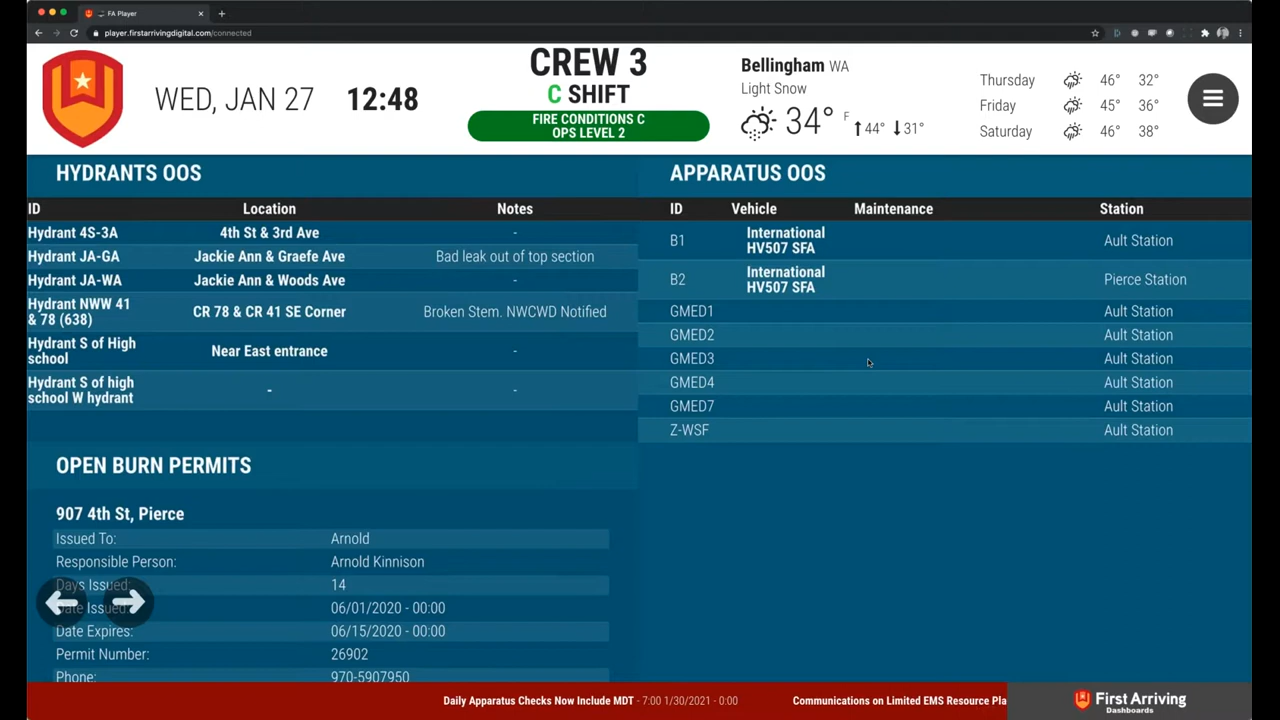 FA Player
player.firstarrivingdigital.com/connected
WED, JAN 27 12:48
CREW 3
C SHIFT
FIRE CONDITIONS C
OPS LEVEL 2
Bellingham WA
Light Snow
34° F 44° 31°
Thursday 46° 32°
Friday 45° 36°
Saturday 46° 38°
HYDRANTS OOS
ID Location Notes
Hydrant 4S-3A 4th St & 3rd Ave -
Hydrant JA-GA Jackie Ann & Graefe Ave Bad leak out of top section
Hydrant JA-WA Jackie Ann & Woods Ave -
Hydrant NWW 41
& 78 (638) CR 78 & CR 41 SE Corner Broken Stem. NWCWD Notified
Hydrant S of High
school Near East entrance -
Hydrant S of high
school W hydrant - -
APPARATUS OOS
ID Vehicle Maintenance Station
B1 International
HV507 SFA Ault Station
B2 International
HV507 SFA Pierce Station
GMED1 Ault Station
GMED2 Ault Station
GMED3 Ault Station
GMED4 Ault Station
GMED7 Ault Station
Z-WSF Ault Station
OPEN BURN PERMITS
907 4th St, Pierce
Issued To: Arnold
Responsible Person: Arnold Kinnison
Days Issued: 14
Date Issued: 06/01/2020 - 00:00
Date Expires: 06/15/2020 - 00:00
Permit Number: 26902
Phone: 970-5907950
Daily Apparatus Checks Now Include MDT - 7:00 1/30/2021 - 0:00 Communications on Limited EMS Resource Pla
First Arriving
Dashboards